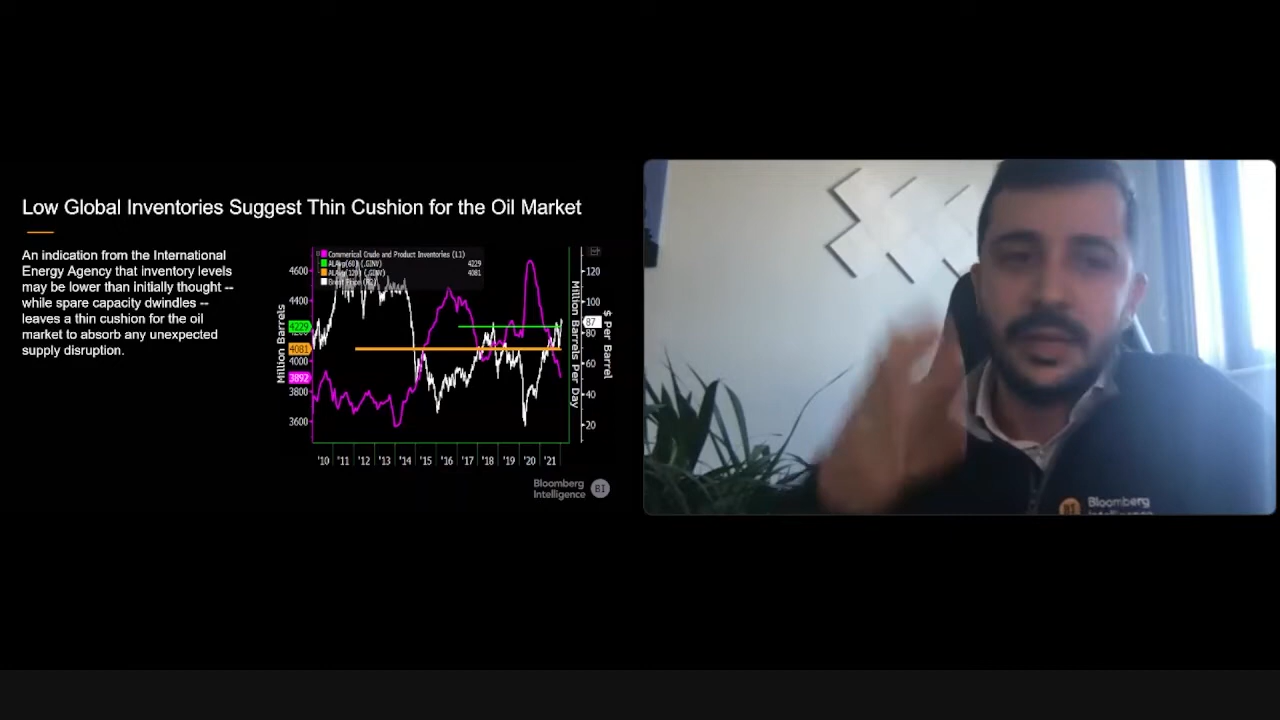 Low Global Inventories Suggest Thin Cushion for the Oil Market
An indication from the International
Energy Agency that inventory levels
may be lower than initially thought --
while spare capacity dwindles --
leaves a thin cushion for the oil
market to absorb any unexpected
supply disruption.
Commerical Crude and Product Inventories (L1)
4229
4081
Million Barrels
4600
4400
4229
4081
4000
3892
3800
3600
120
100
87
80
60
40
20
Million Barrels Per Day
$ Per Barrel
'10 '11 '12 '13 '14 '15 '16 '17 '18 '19 '20 '21
Bloomberg
Intelligence BI
BI Bloomberg